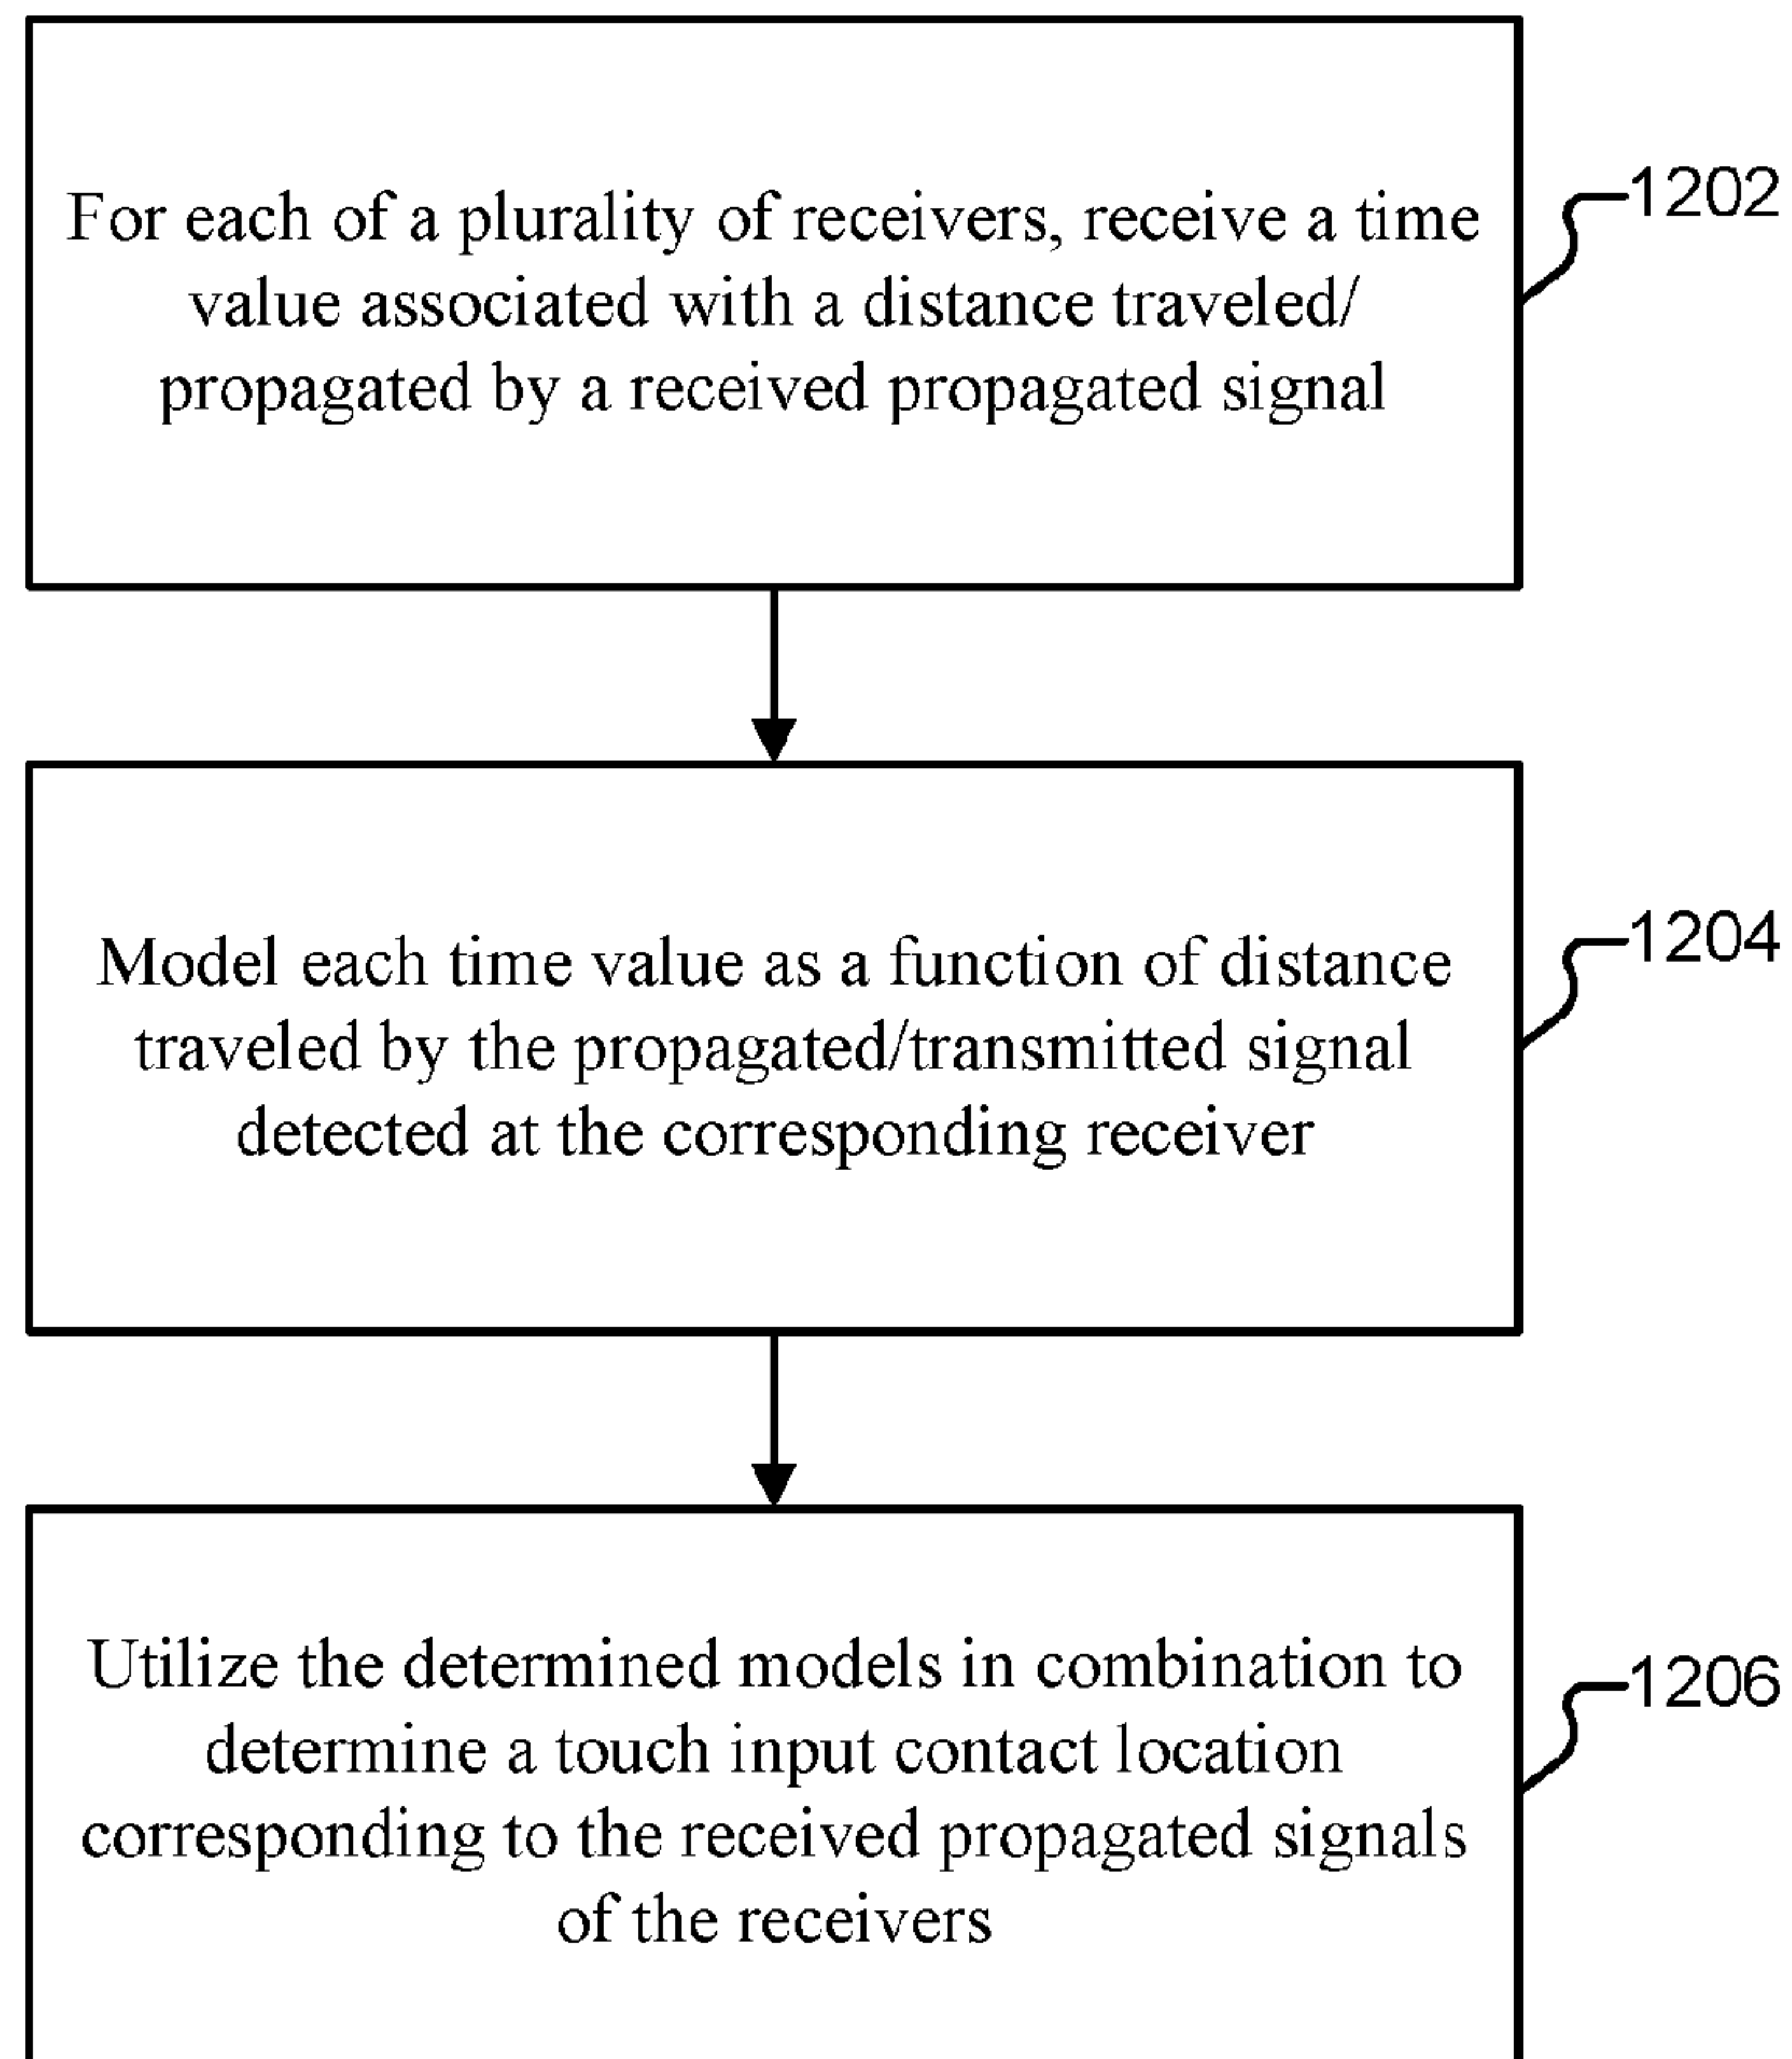 For each of a plurality of receivers, receive a time
value associated with a distance traveled/
propagated by a received propagated signal
1202
Model each time value as a function of distance
traveled by the propagated/transmitted signal
detected at the corresponding receiver
1204
Utilize the determined models in combination to
determine a touch input contact location
corresponding to the received propagated signals
of the receivers
1206